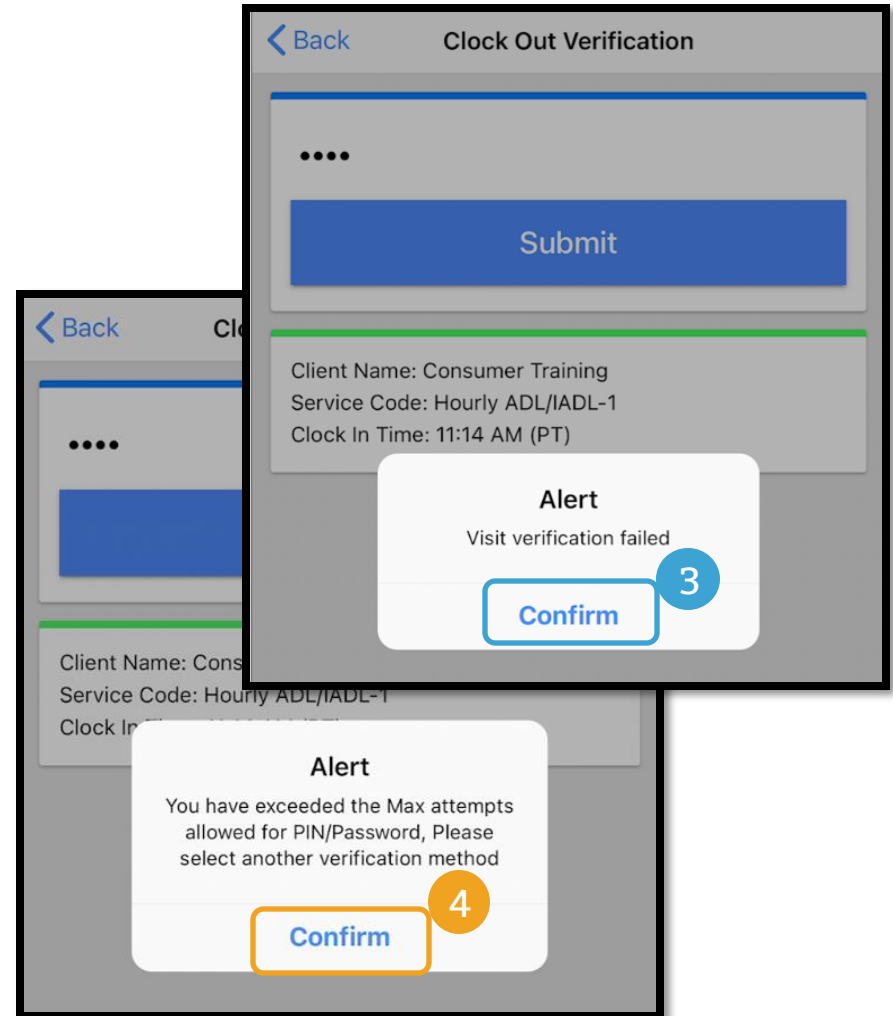 Back Clock Out Verification
••••
Submit
Client Name: Consumer Training
Service Code: Hourly ADL/IADL-1
Clock In Time: 11:14 AM (PT)
Alert
Visit verification failed
3
Confirm
Back
••••
Client Name:
Service Code: Hourly ADL/IADL-1
Clock In
Alert
You have exceeded the Max attempts
allowed for PIN/Password, Please
select another verification method
4
Confirm